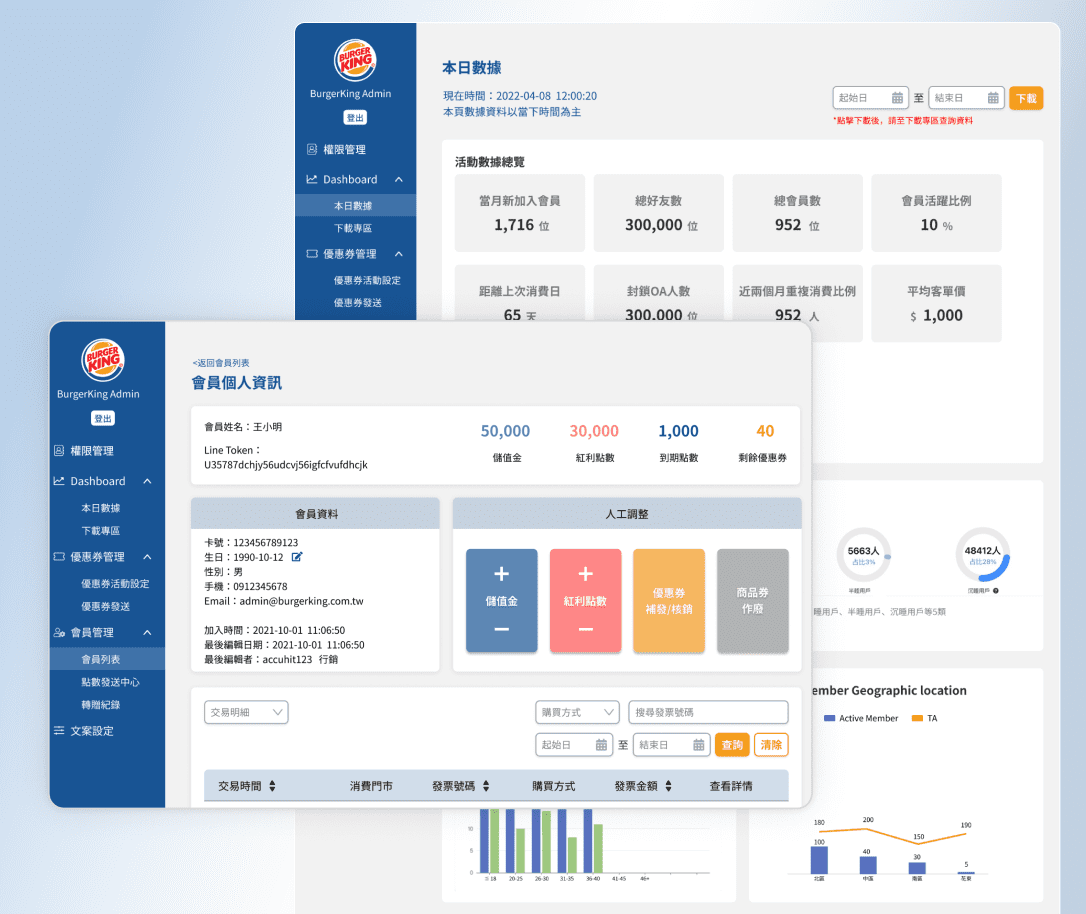 BURGER
KING
BurgerKing Admin
登出
權限管理
Dashboard
本日數據
下載專區
優惠券管理
優惠券活動設定
優惠券發送
本日數據
現在時間：2022-04-08 12:00:20
本頁數據資料以當下時間為主
起始日 至 結束日 下載
*點擊下載後，請至下載專區查詢資料
活動數據總覽
當月新加入會員 總好友數 總會員數 會員活躍比例
1,716 位 300,000 位 952 位 10 %
距離上次消費日 封鎖OA人數 近兩個月重複消費比例 平均客單價
65 天 300,000 位 952 人 $ 1,000
BURGER
KING
BurgerKing Admin
登出
權限管理
Dashboard
本日數據
下載專區
優惠券管理
優惠券活動設定
優惠券發送
會員管理
會員列表
點數發送中心
轉贈紀錄
文案設定
<返回會員列表
會員個人資訊
會員姓名：王小明
Line Token：
U35787dchjy56udcvj56igfcfvufdhcjk
50,000 30,000 1,000 40
儲值金 紅利點數 到期點數 剩餘優惠券
會員資料
卡號：123456789123
生日：1990-10-12
性別：男
手機：0912345678
Email：admin@burgerking.com.tw
加入時間：2021-10-01 11:06:50
最後編輯日期：2021-10-01 11:06:50
最後編輯者：accuhit123 行銷
人工調整
+
儲值金
−
+
紅利點數
−
優惠券
補發/核銷
商品券
作廢
交易明細 購買方式 搜尋發票號碼
起始日 至 結束日 查詢 清除
交易時間 消費門市 發票號碼 購買方式 發票金額 查看詳情
5663人 48412人
占比3% 占比28%
半睡用戶 沉睡用戶
睡用戶、半睡用戶、沉睡用戶等5類
ember Geographic location
Active Member TA
180 200 150 190
100 40 30 5
北區 中區 南區 花東
10
5
0
18 20-25 26-30 31-35 36-40 41-45 46+